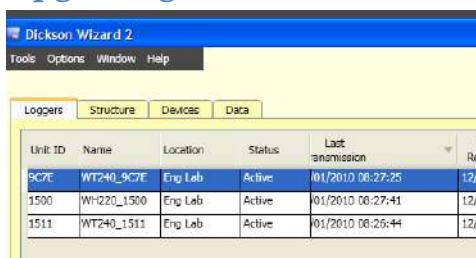 Dickson Wizard 2
Tools Options Window Help
Loggers Structure Devices Data
Unit ID Name Location Status Last ransmission
9C7E WT240_9C7E Eng Lab Active /01/2010 08:27:25 12/
1500 WH220_1500 Eng Lab Active /01/2010 08:27:41 12/
1511 WT240_1511 Eng Lab Active /01/2010 08:26:44 12/